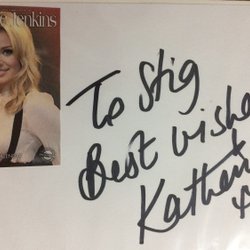 e Jenkins
To Stig
Best Wishe
Kather
x